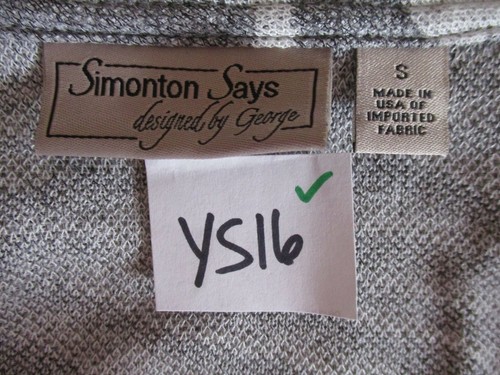 Simonton Says
designed by George
S
MADE IN
USA OF
IMPORTED
FABRIC
YS16